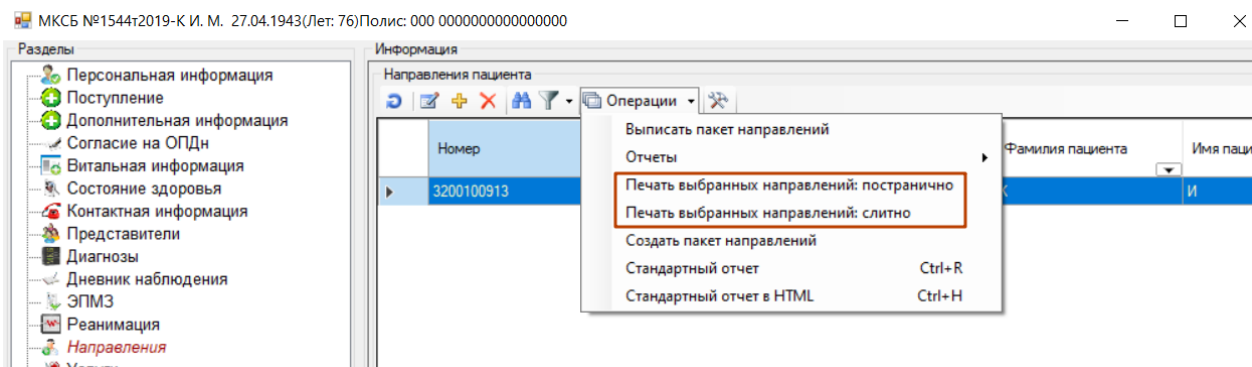 МКСБ №1544т2019-К И. М. 27.04.1943(Лет: 76)Полис: 000 0000000000000000
Разделы
Персональная информация
Поступление
Дополнительная информация
Согласие на ОПДн
Витальная информация
Состояние здоровья
Контактная информация
Представители
Диагнозы
Дневник наблюдения
ЭПМЗ
Реанимация
Направления
Информация
Направления пациента
Операции
Номер
Фамилия пациента
Имя паци
3200100913
К
И
Выписать пакет направлений
Отчеты
Печать выбранных направлений: постранично
Печать выбранных направлений: слитно
Создать пакет направлений
Стандартный отчет Ctrl+R
Стандартный отчет в HTML Ctrl+H